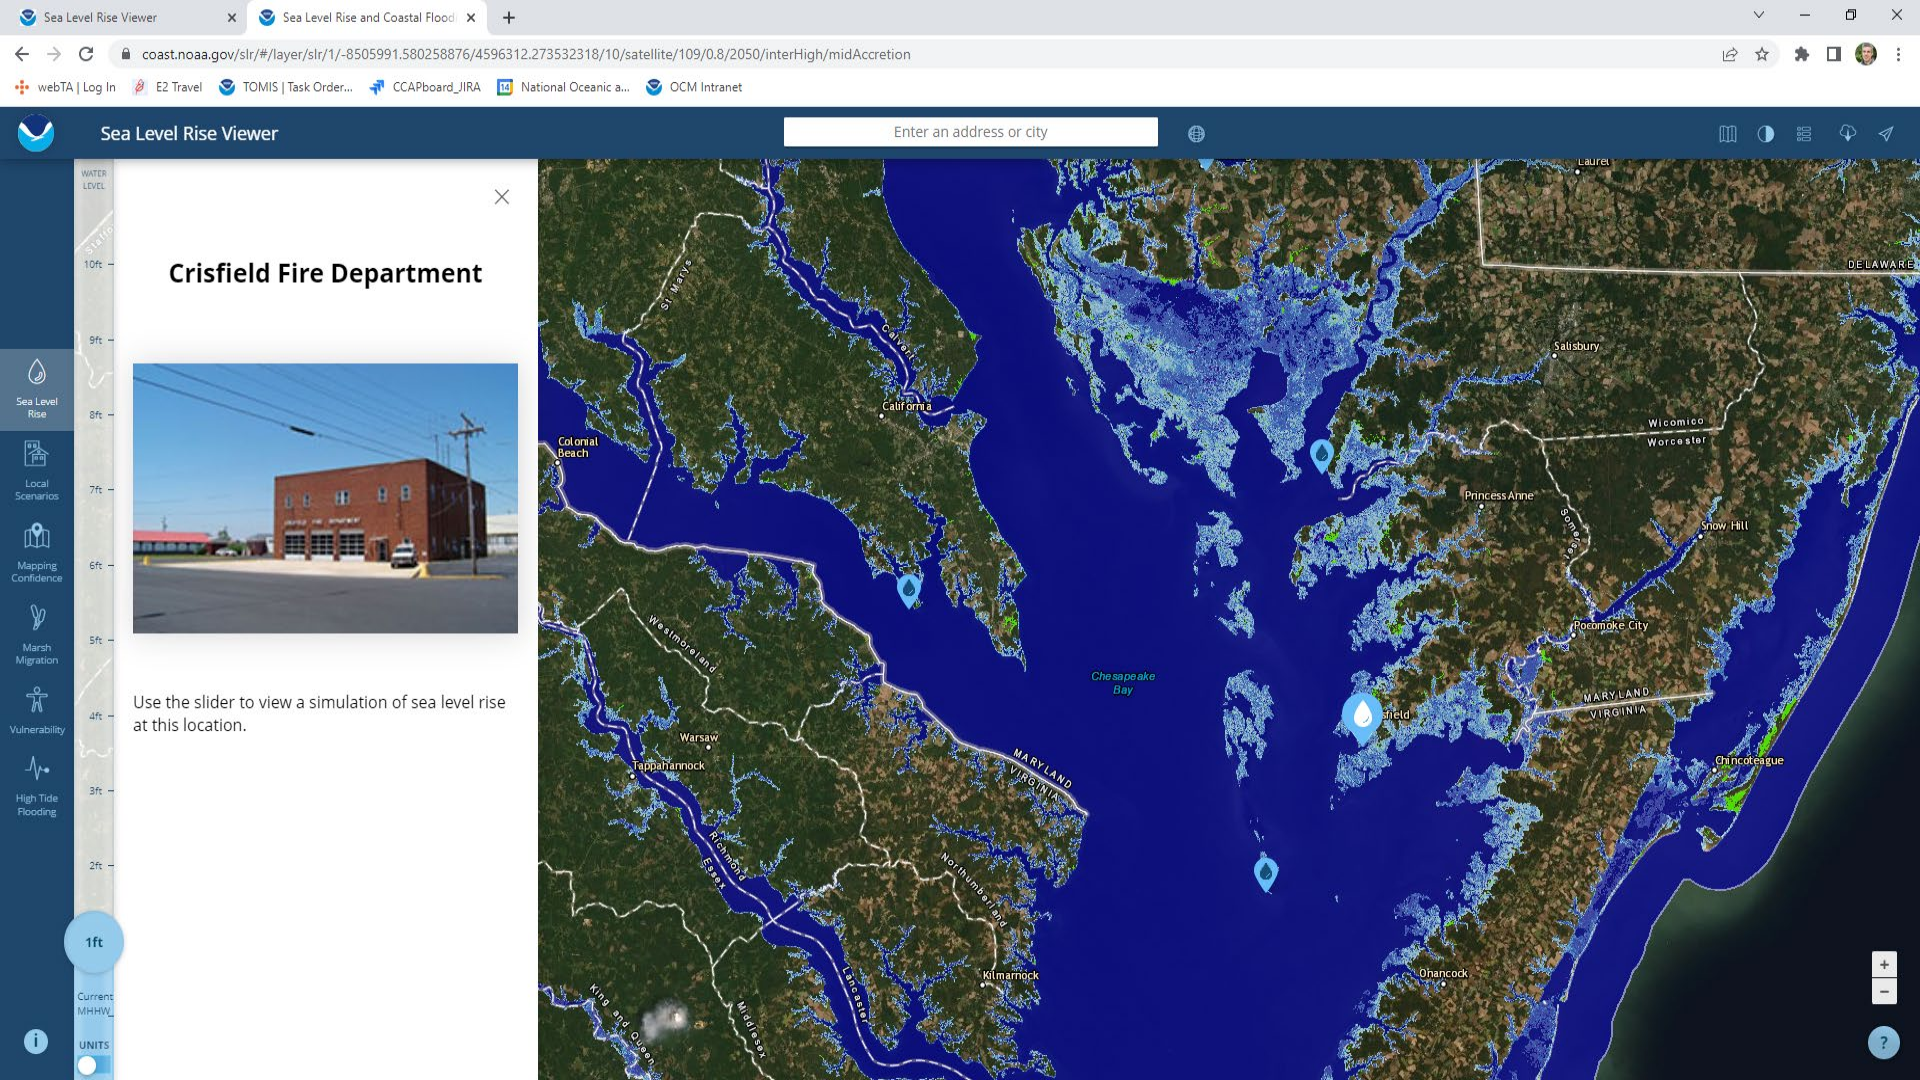 Sea Level Rise Viewer
Sea Level Rise and Coastal Flood
coast.noaa.gov/slr/#/layer/slr/1/-8505991.580258876/4596312.273532318/10/satellite/109/0.8/2050/interHigh/midAccretion
webTA | Log In
E2 Travel
TOMIS | Task Order...
CCAPboard_JIRA
14
National Oceanic a...
OCM Intranet
Sea Level Rise Viewer
Enter an address or city
WATER
LEVEL
10ft
9ft
8ft
7ft
6ft
5ft
4ft
3ft
2ft
1ft
Current
MHHW
UNITS
Sea Level
Rise
Local
Scenarios
Mapping
Confidence
Marsh
Migration
Vulnerability
High Tide
Flooding
i
Crisfield Fire Department
CRISFIELD FIRE DEPARTMENT
Use the slider to view a simulation of sea level rise
at this location.
Laurel
DELAWARE
St Marys
Calvert
Salisbury
California
Wicomico
Worcester
Colonial
Beach
Princess Anne
Somerset
Snow Hill
Westmoreland
Pocomoke City
Chesapeake
Bay
MARYLAND
VIRGINIA
field
Warsaw
Tappahannock
MARYLAND
VIRGINIA
Chincoteague
Richmond
Essex
Northumberland
Onancock
Kilmarnock
Lancaster
King and Queen
Middlesex
+
−
?